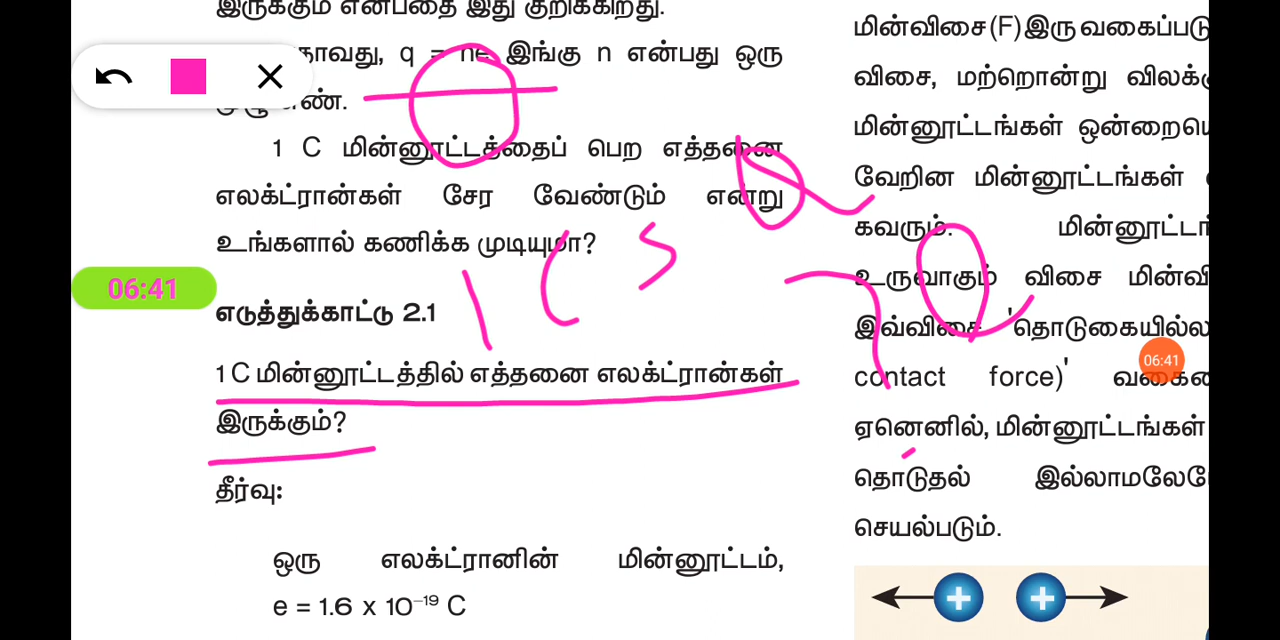 இருக்கும் என்பதை இது குறிக்கிறது.
q = ne இங்கு n என்பது ஒரு
1 C மின்னூட்டத்தைப் பெற எத்தனை
எலக்ட்ரான்கள் சேர வேண்டும் என்று
உங்களால் கணிக்க முடியுமா?
06:41
எடுத்துக்காட்டு 2.1
1 C மின்னூட்டத்தில் எத்தனை எலக்ட்ரான்கள்
இருக்கும்?
தீர்வு:
ஒரு எலக்ட்ரானின் மின்னூட்டம்,
e = 1.6 x 10⁻¹⁹ C
1 C
மின்விசை (F) இரு வகைப்படு
விசை, மற்றொன்று விலக்கு
மின்னூட்டங்கள் ஒன்றையொ
வேறின மின்னூட்டங்கள்
கவரும். மின்னூட்டங்
உருவாகும் விசை மின்வி
இவ்விசை 'தொடுகையில்லா
contact force)' வகை
06:41
ஏனெனில், மின்னூட்டங்கள்
தொடுதல் இல்லாமலேயே
செயல்படும்.